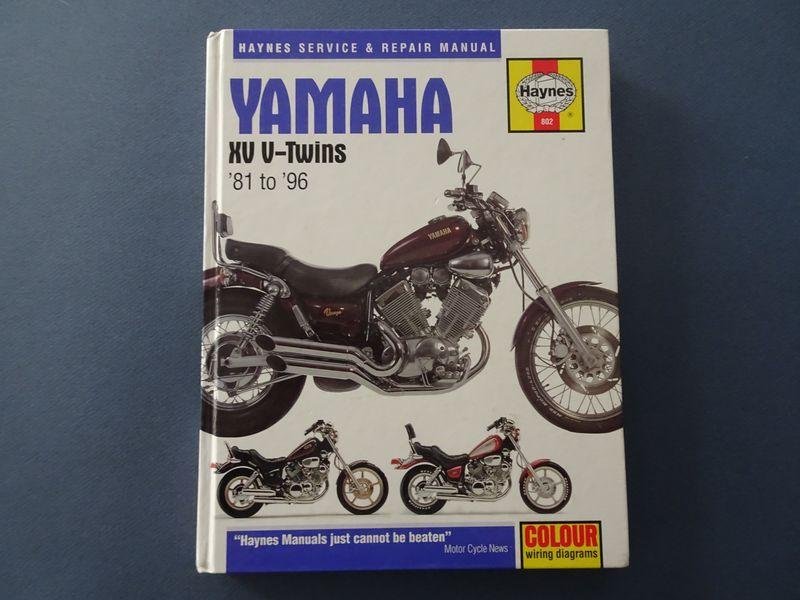 HAYNES SERVICE & REPAIR MANUAL
YAMAHA
XV V-Twins
'81 to '96
Haynes
®
802
YAMAHA
Virago
"Haynes Manuals just cannot be beaten"
Motor Cycle News
COLOUR
wiring diagrams